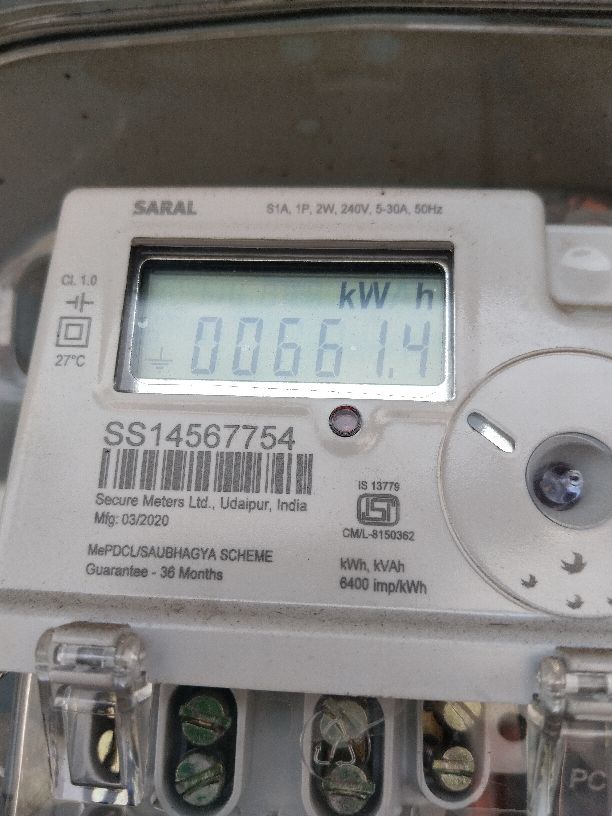 SARAL
S1A, 1P, 2W, 240V, 5-30A, 50Hz
Cl. 1.0
27°C
kW h
00661.4
SS14567754
Secure Meters Ltd., Udaipur, India
Mfg: 03/2020
MePDCL/SAUBHAGYA SCHEME
Guarantee - 36 Months
IS 13779
ISI
CM/L-8150362
kWh, kVAh
6400 imp/kWh
PC